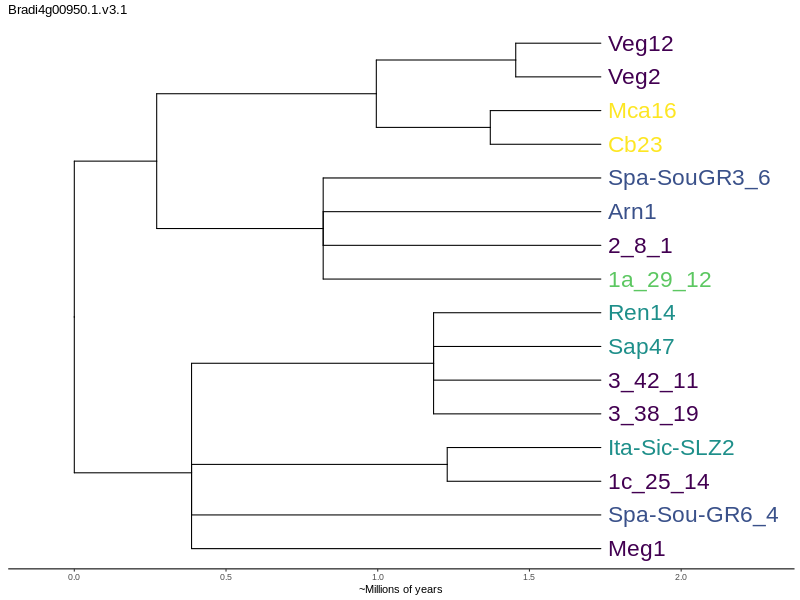 Bradi4g00950.1.v3.1
Veg12
Veg2
Mca16
Cb23
Spa-SouGR3_6
Arn1
2_8_1
1a_29_12
Ren14
Sap47
3_42_11
3_38_19
Ita-Sic-SLZ2
1c_25_14
Spa-Sou-GR6_4
Meg1
0.0 0.5 1.0 1.5 2.0
~Millions of years